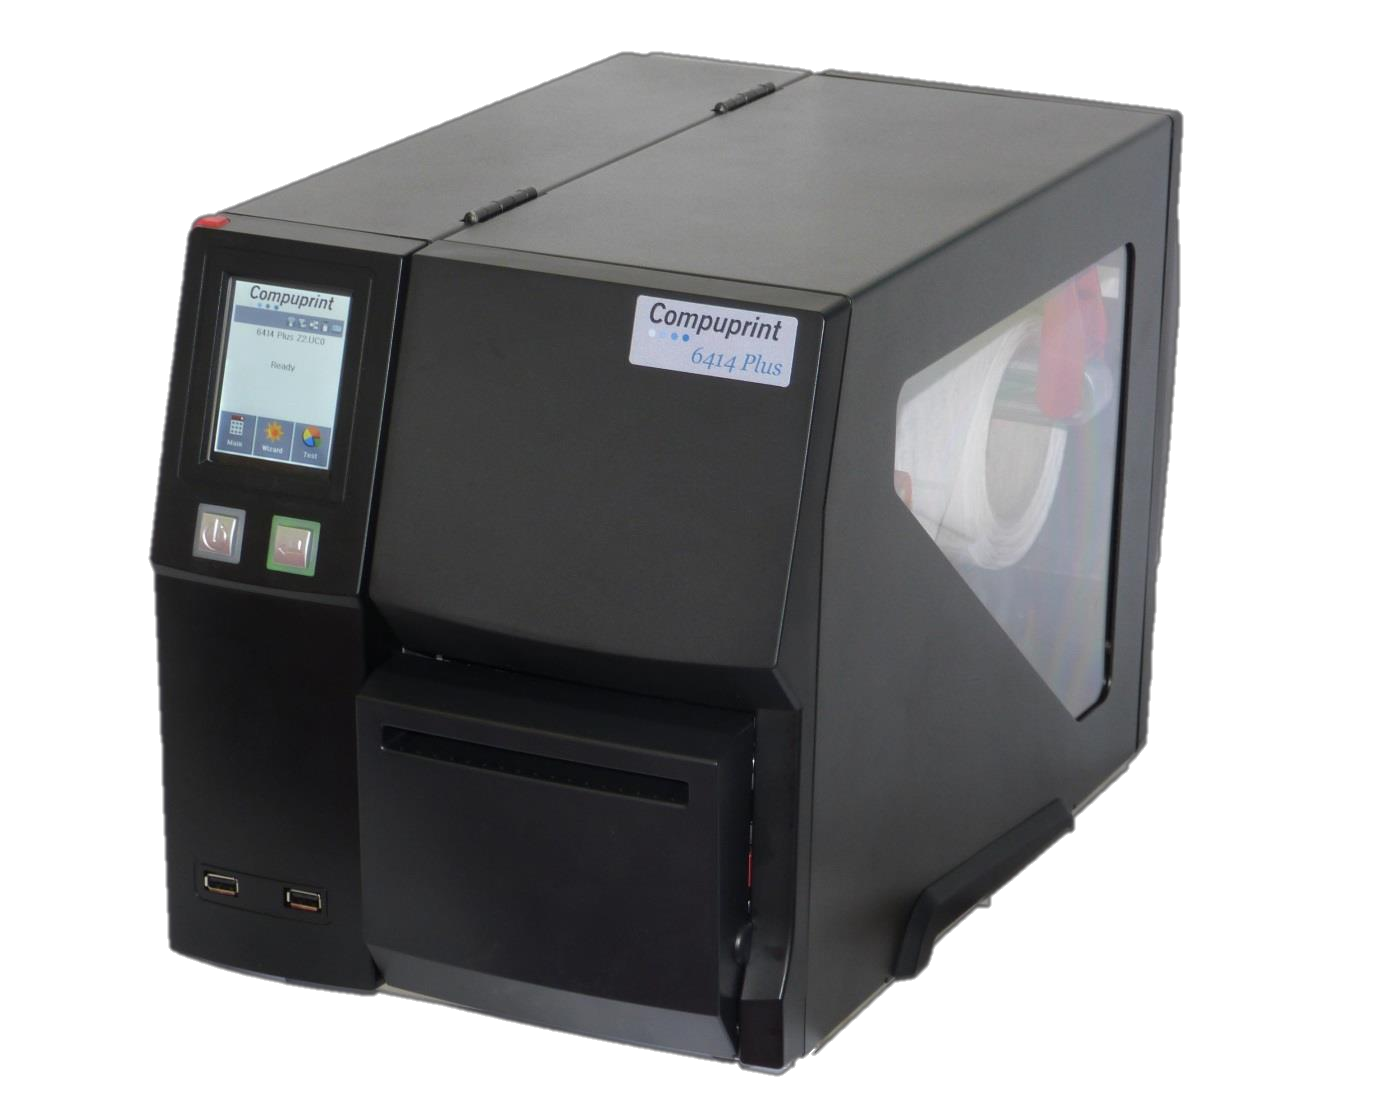 Compuprint
6414 Plus Z2.UC0
Ready
Main
Wizard
Test
Compuprint
6414 Plus